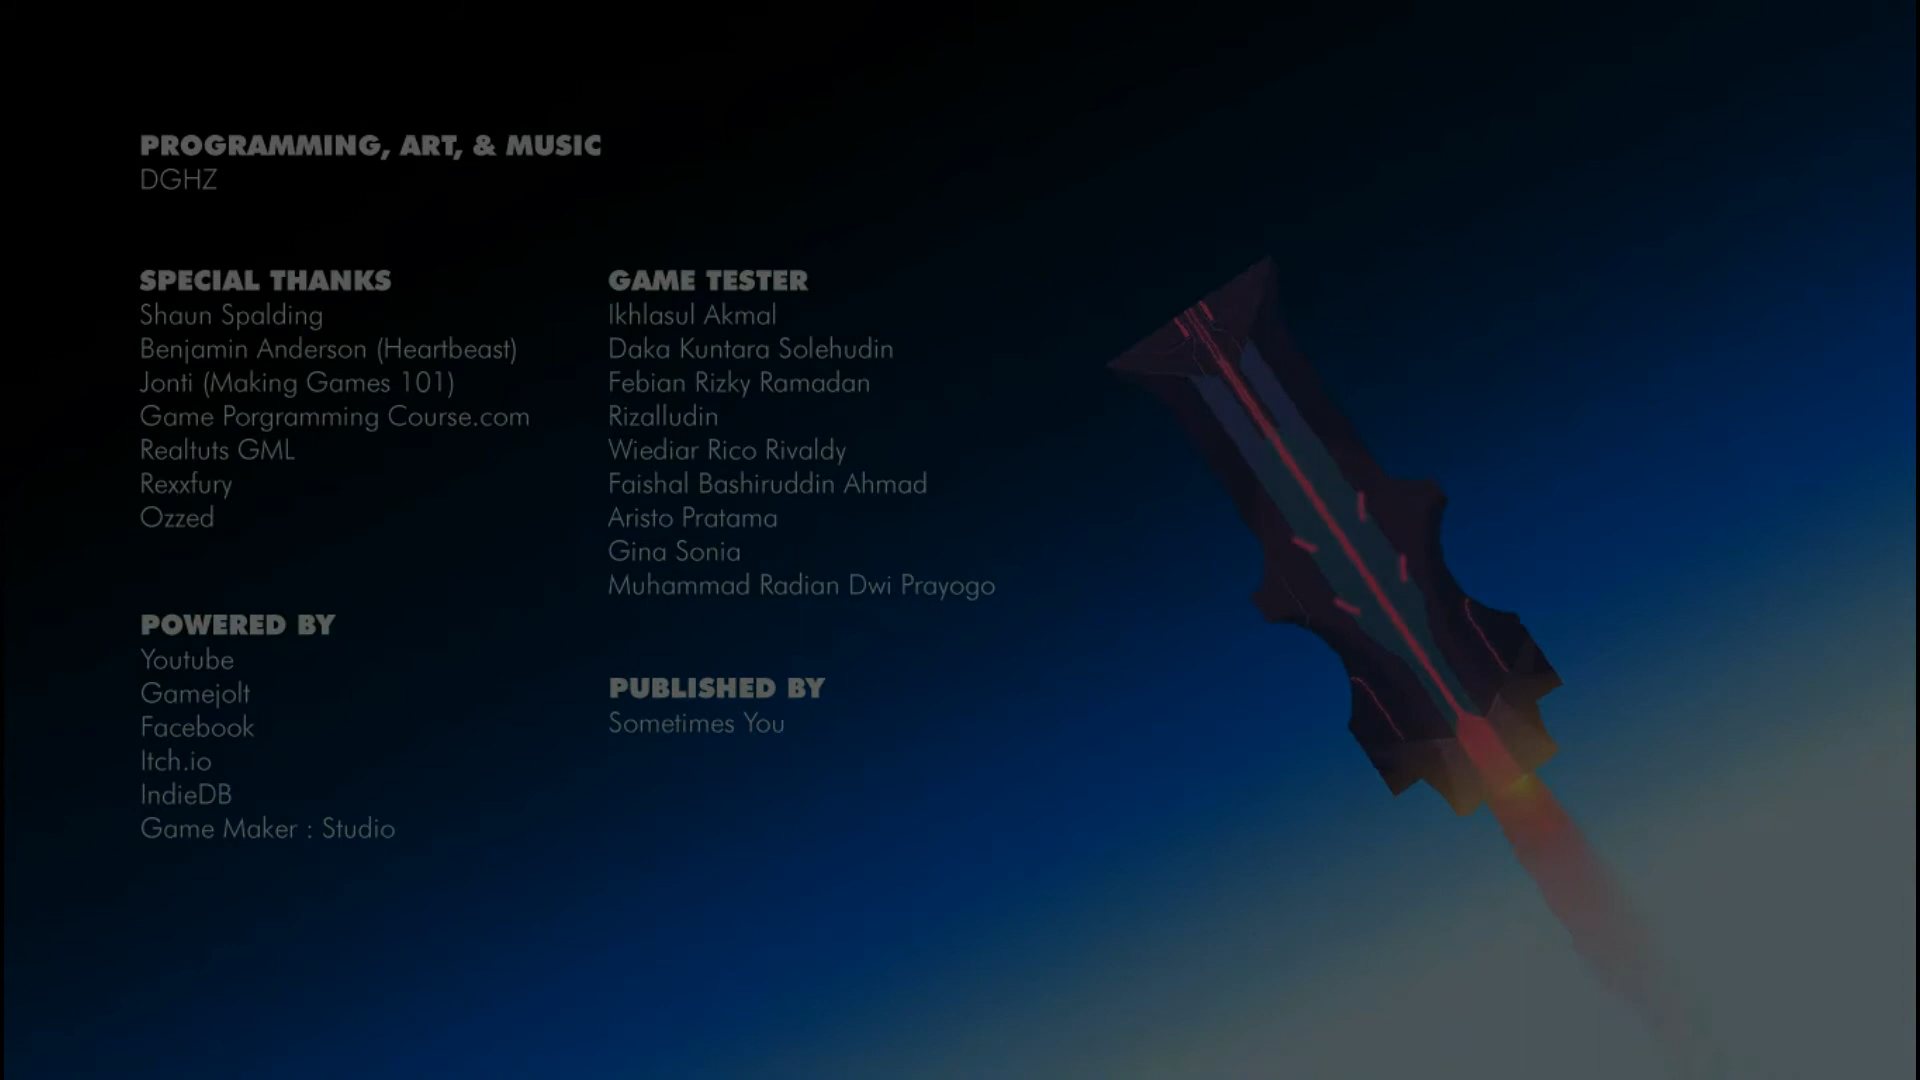 PROGRAMMING, ART, & MUSIC
DGHZ
SPECIAL THANKS
Shaun Spalding
Benjamin Anderson (Heartbeast)
Jonti (Making Games 101)
Game Porgramming Course.com
Realtuts GML
Rexxfury
Ozzed
POWERED BY
Youtube
Gamejolt
Facebook
Itch.io
IndieDB
Game Maker : Studio
GAME TESTER
Ikhlasul Akmal
Daka Kuntara Solehudin
Febian Rizky Ramadan
Rizalludin
Wiediar Rico Rivaldy
Faishal Bashiruddin Ahmad
Aristo Pratama
Gina Sonia
Muhammad Radian Dwi Prayogo
PUBLISHED BY
Sometimes You